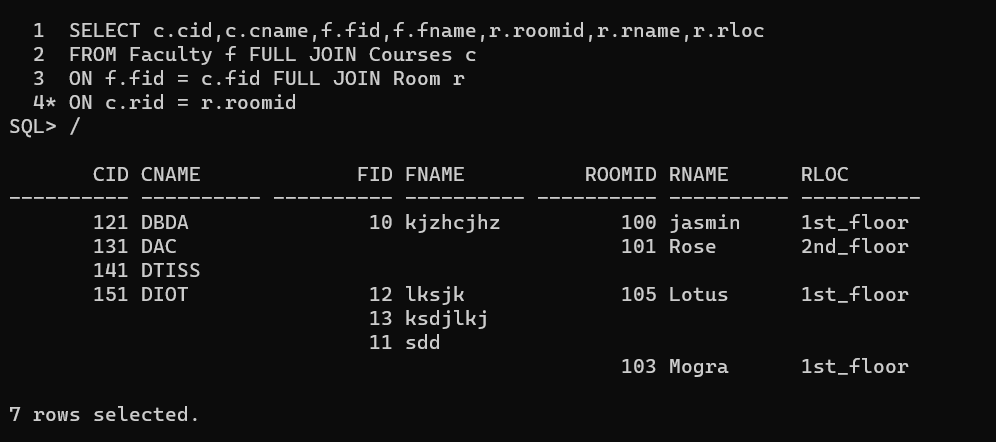 1  SELECT c.cid,c.cname,f.fid,f.fname,r.roomid,r.rname,r.rloc
  2  FROM Faculty f FULL JOIN Courses c
  3  ON f.fid = c.fid FULL JOIN Room r
  4* ON c.rid = r.roomid
SQL> /

       CID CNAME             FID FNAME          ROOMID RNAME      RLOC
---------- ---------- ---------- ---------- ---------- ---------- ----------
       121 DBDA               10 kjzhcjhz          100 jasmin     1st_floor
       131 DAC                                     101 Rose       2nd_floor
       141 DTISS
       151 DIOT               12 lksjk             105 Lotus      1st_floor
                              13 ksdjlkj
                              11 sdd
                                                   103 Mogra      1st_floor

7 rows selected.